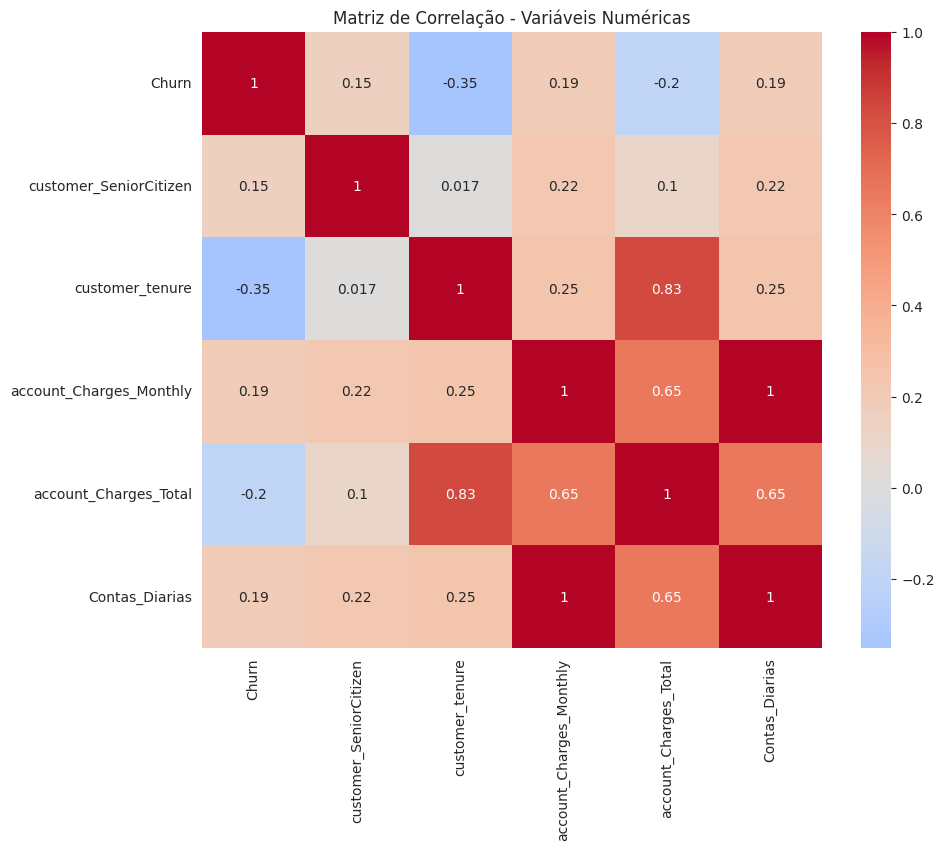 Matriz de Correlação - Variáveis Numéricas
Churn 1 0.15 -0.35 0.19 -0.2 0.19
customer_SeniorCitizen 0.15 1 0.017 0.22 0.1 0.22
customer_tenure -0.35 0.017 1 0.25 0.83 0.25
account_Charges_Monthly 0.19 0.22 0.25 1 0.65 1
account_Charges_Total -0.2 0.1 0.83 0.65 1 0.65
Contas_Diarias 0.19 0.22 0.25 1 0.65 1
Churn
customer_SeniorCitizen
customer_tenure
account_Charges_Monthly
account_Charges_Total
Contas_Diarias
1.0
0.8
0.6
0.4
0.2
0.0
−0.2